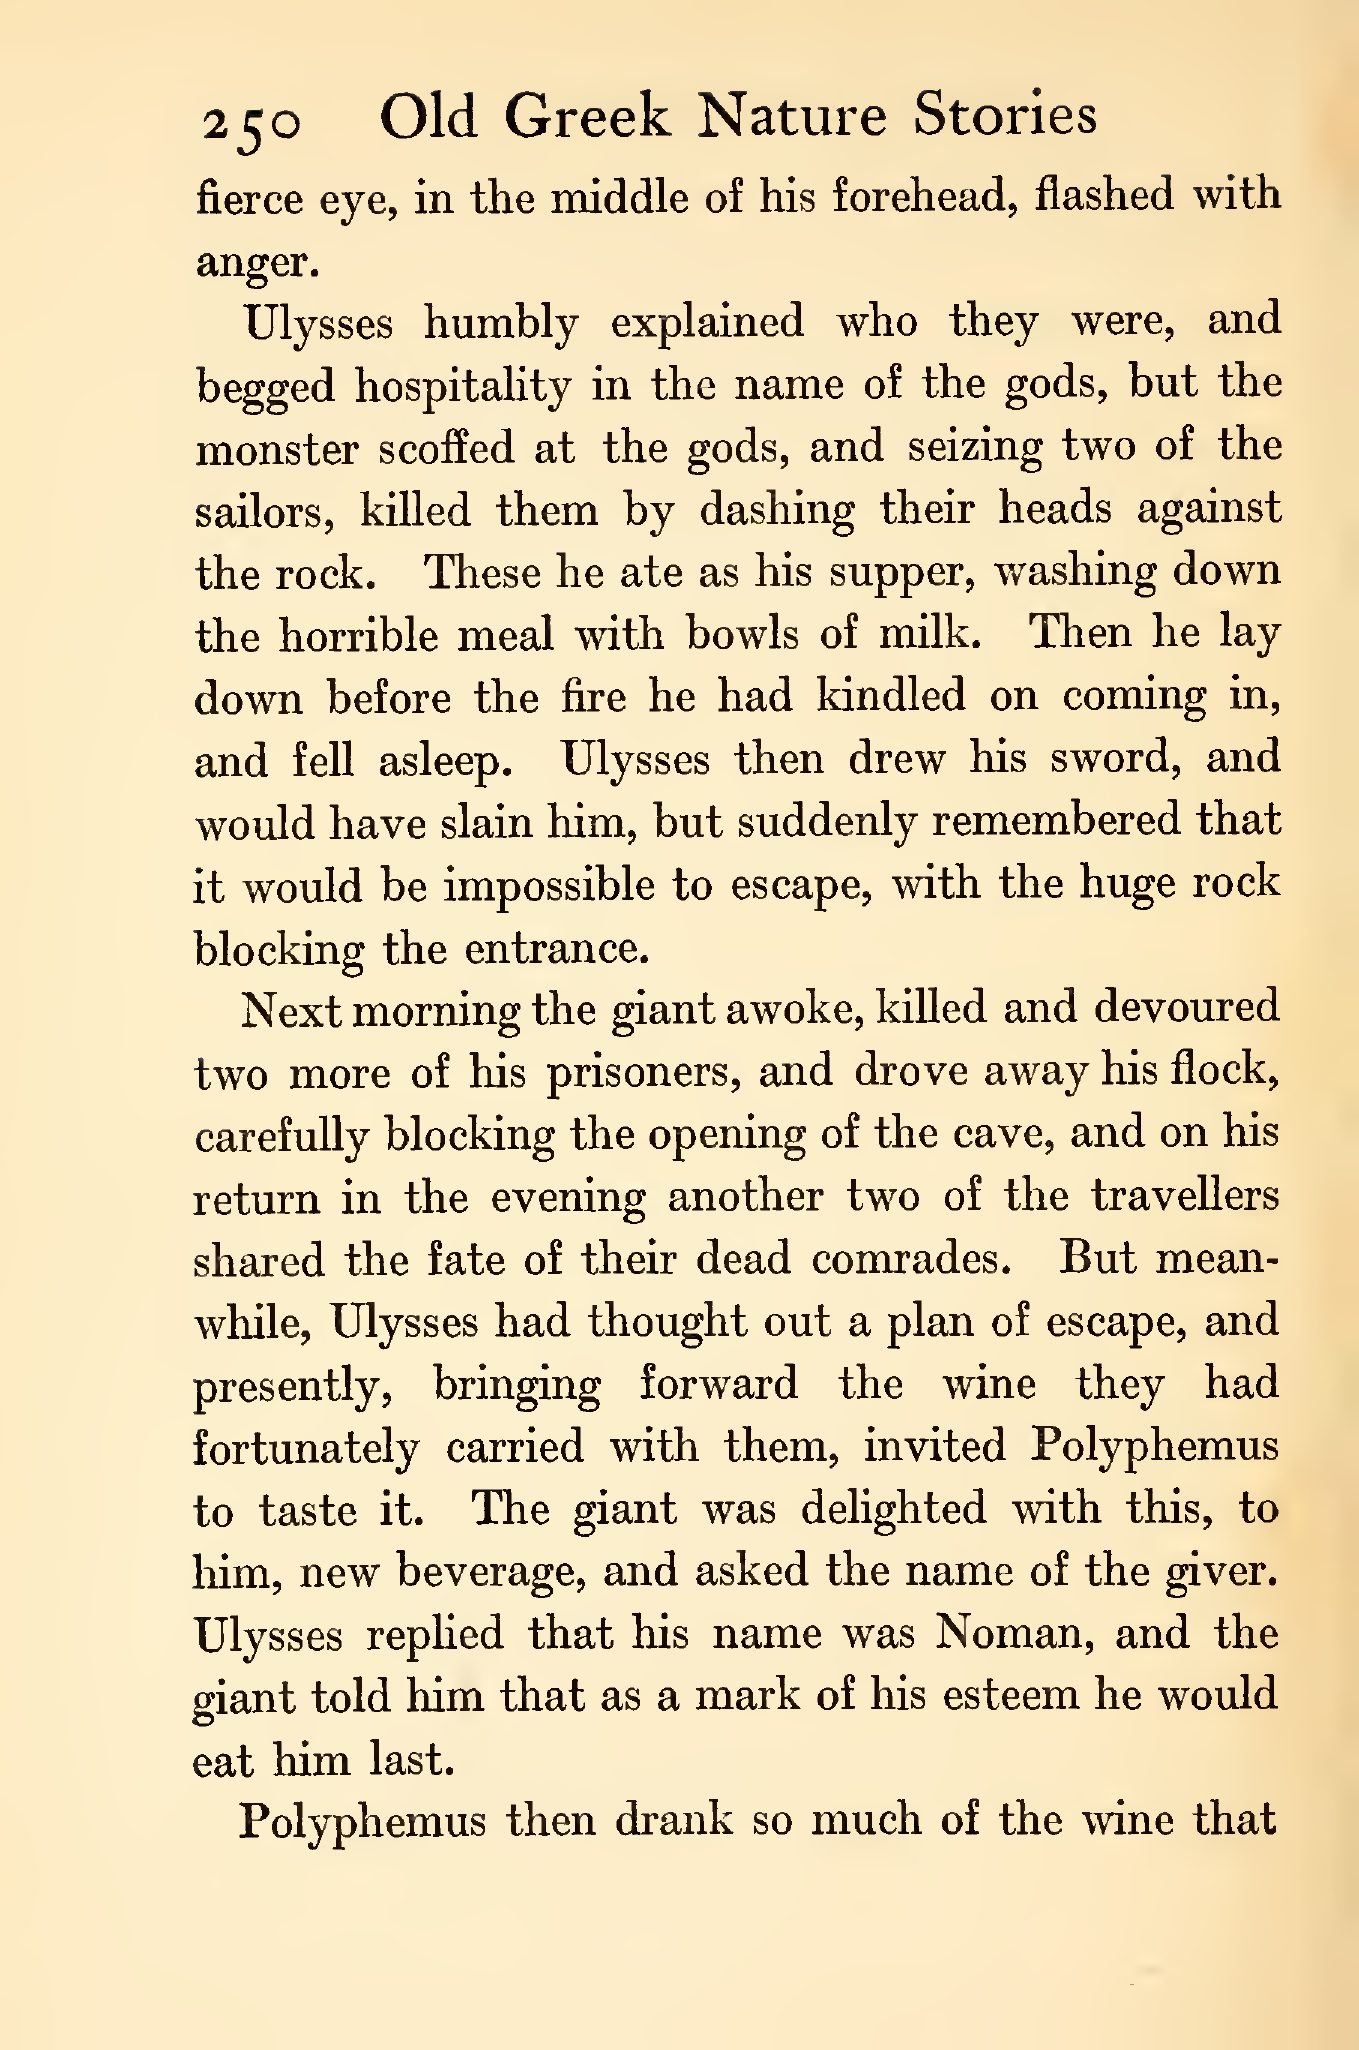 250 Old Greek Nature Stories
fierce eye, in the middle of his forehead, flashed with
anger.
Ulysses humbly explained who they were, and
begged hospitality in the name of the gods, but the
monster scoffed at the gods, and seizing two of the
sailors, killed them by dashing their heads against
the rock. These he ate as his supper, washing down
the horrible meal with bowls of milk. Then he lay
down before the fire he had kindled on coming in,
and fell asleep. Ulysses then drew his sword, and
would have slain him, but suddenly remembered that
it would be impossible to escape, with the huge rock
blocking the entrance.
Next morning the giant awoke, killed and devoured
two more of his prisoners, and drove away his flock,
carefully blocking the opening of the cave, and on his
return in the evening another two of the travellers
shared the fate of their dead comrades. But mean-
while, Ulysses had thought out a plan of escape, and
presently, bringing forward the wine they had
fortunately carried with them, invited Polyphemus
to taste it. The giant was delighted with this, to
him, new beverage, and asked the name of the giver.
Ulysses replied that his name was Noman, and the
giant told him that as a mark of his esteem he would
eat him last.
Polyphemus then drank so much of the wine that